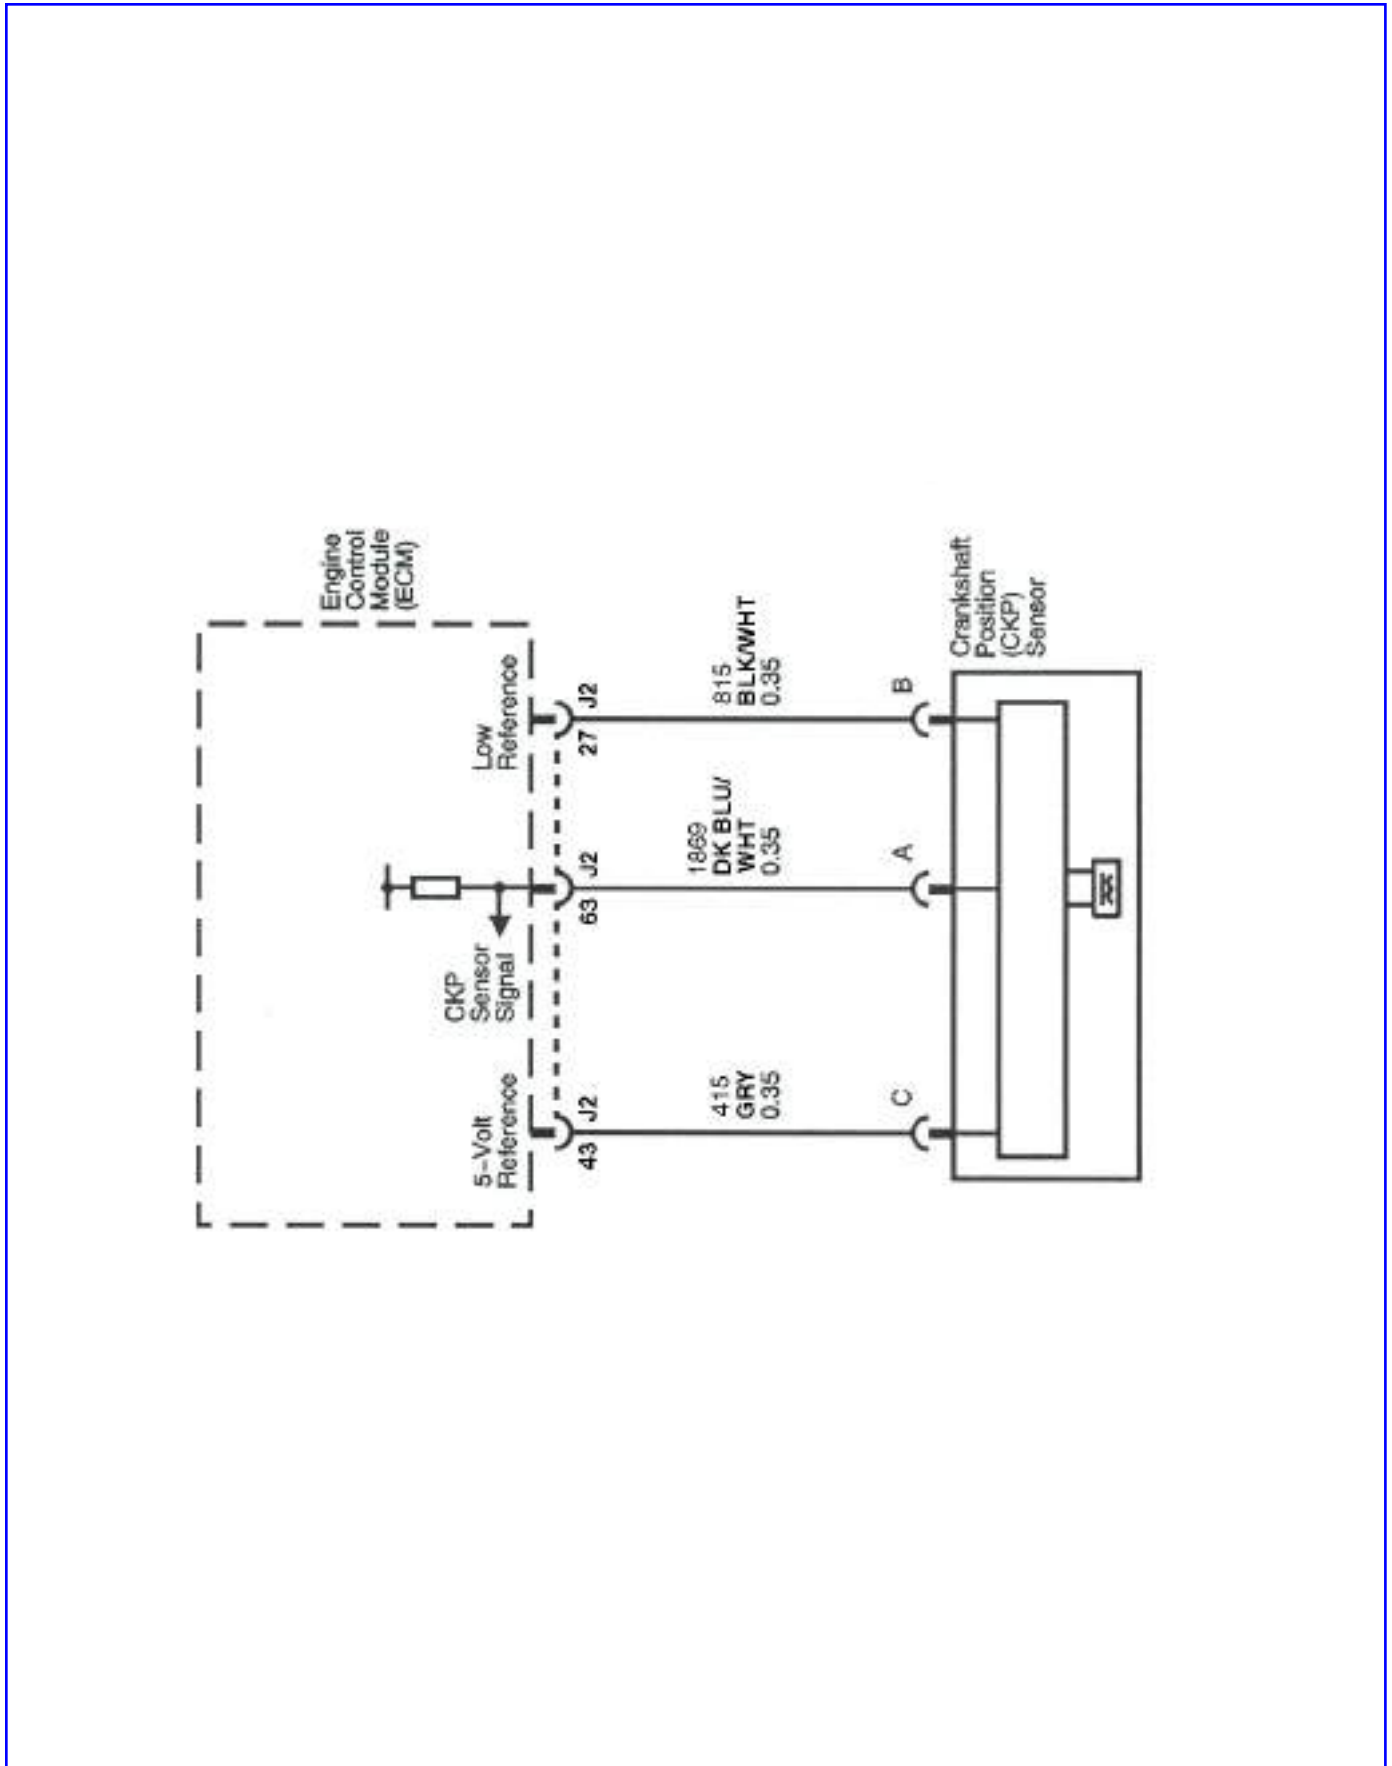 Engine
Control
Module
(ECM)
5-Volt
Reference
CKP
Sensor
Signal
Low
Reference
43 J2
63 J2
27 J2
415
GRY
0.35
1869
DK BLU/
WHT
0.35
815
BLK/WHT
0.35
C
A
B
Crankshaft
Position
(CKP)
Sensor